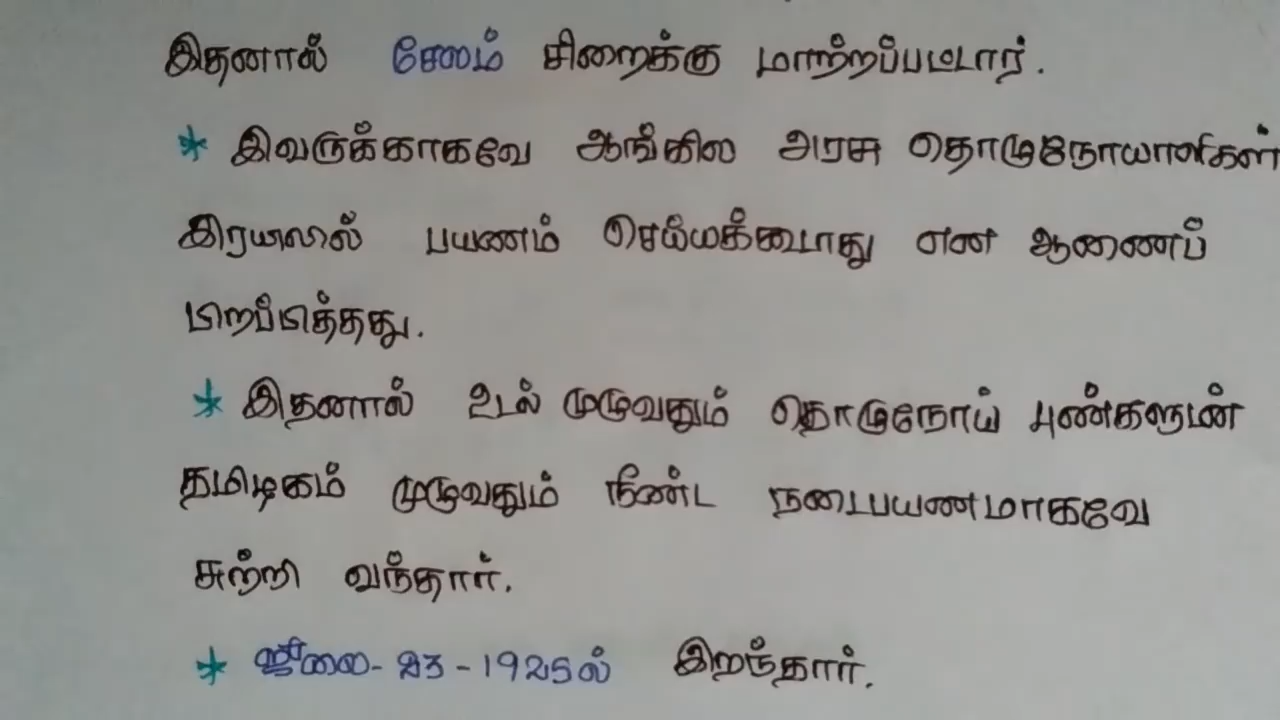 இதனால் சேலம் சிறைக்கு மாற்றப்பட்டார்.
* இவருக்காகவே ஆங்கில அரசு தொழுநோயாளிகள்
இரயிலில் பயணம் செய்யக்கூடாது என ஆணைப்
பிறப்பித்தது.
* இதனால் உடல் முழுவதும் தொழுநோய் புண்களுடன்
தமிழகம் முழுவதும் நீண்ட நடைபயணமாகவே
சுற்றி வந்தார்.
* ஜூலை - 23 - 1925ல் இறந்தார்.